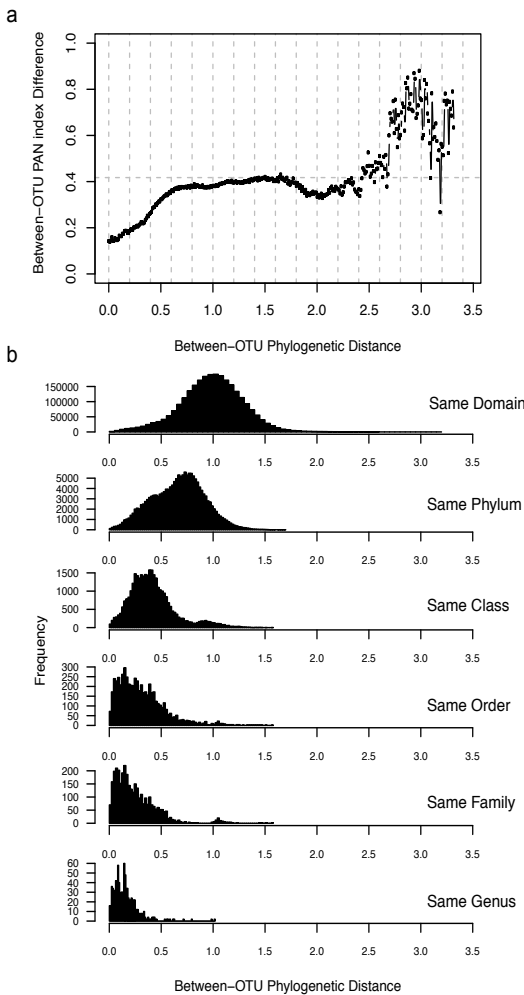 a
Between−OTU PAN index Difference
1.0
0.8
0.6
0.4
0.2
0.0
0.0 0.5 1.0 1.5 2.0 2.5 3.0 3.5
Between−OTU Phylogenetic Distance
b
Frequency
150000
100000
50000
0
Same Domain
0.0 0.5 1.0 1.5 2.0 2.5 3.0 3.5
5000
4000
3000
2000
1000
0
Same Phylum
0.0 0.5 1.0 1.5 2.0 2.5 3.0 3.5
1500
1000
500
0
Same Class
0.0 0.5 1.0 1.5 2.0 2.5 3.0 3.5
300
250
200
150
100
50
0
Same Order
0.0 0.5 1.0 1.5 2.0 2.5 3.0 3.5
200
150
100
50
0
Same Family
0.0 0.5 1.0 1.5 2.0 2.5 3.0 3.5
60
50
40
30
20
10
0
Same Genus
0.0 0.5 1.0 1.5 2.0 2.5 3.0 3.5
Between−OTU Phylogenetic Distance